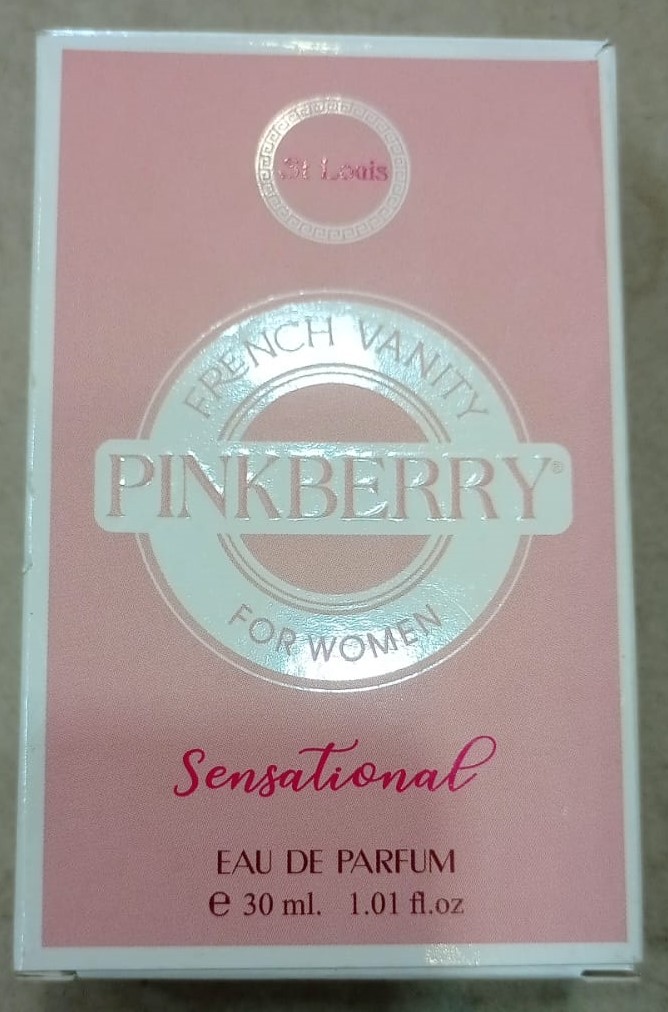 St Louis
FRENCH VANITY
PINKBERRY®
FOR WOMEN
Sensational
EAU DE PARFUM
℮ 30 ml. 1.01 fl.oz